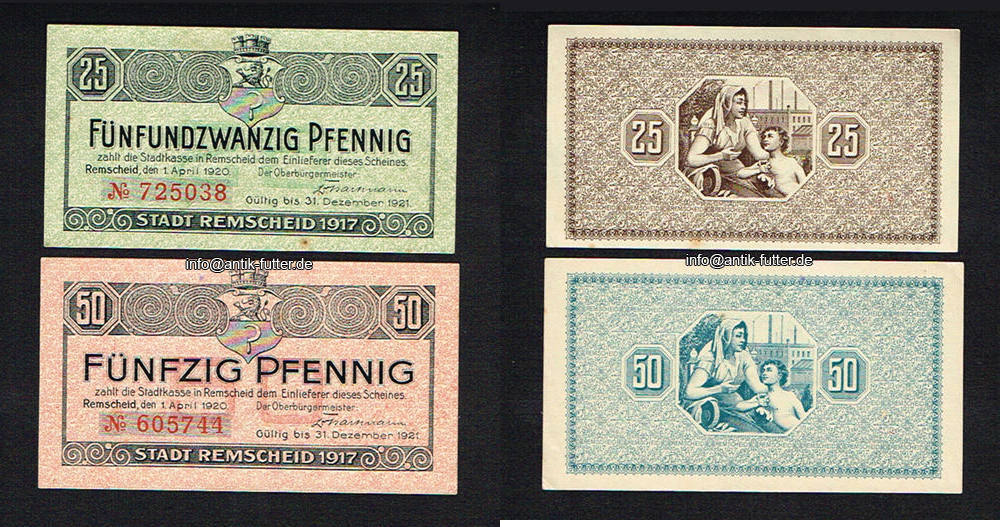 25
25
FÜNFUNDZWANZIG PFENNIG
zahlt die Stadtkasse in Remscheid dem Einlieferer dieses Scheines.
Remscheid, den 1. April 1920. Der Oberbürgermeister
№ 725038
Gültig bis 31. Dezember 1921.
STADT REMSCHEID 1917
info@antik-futter.de
50
50
FÜNFZIG PFENNIG
zahlt die Stadtkasse in Remscheid dem Einlieferer dieses Scheines.
Remscheid, den 1. April 1920. Der Oberbürgermeister
№ 605744
Gültig bis 31. Dezember 1921.
STADT REMSCHEID 1917
25
25
info@antik-futter.de
50
50